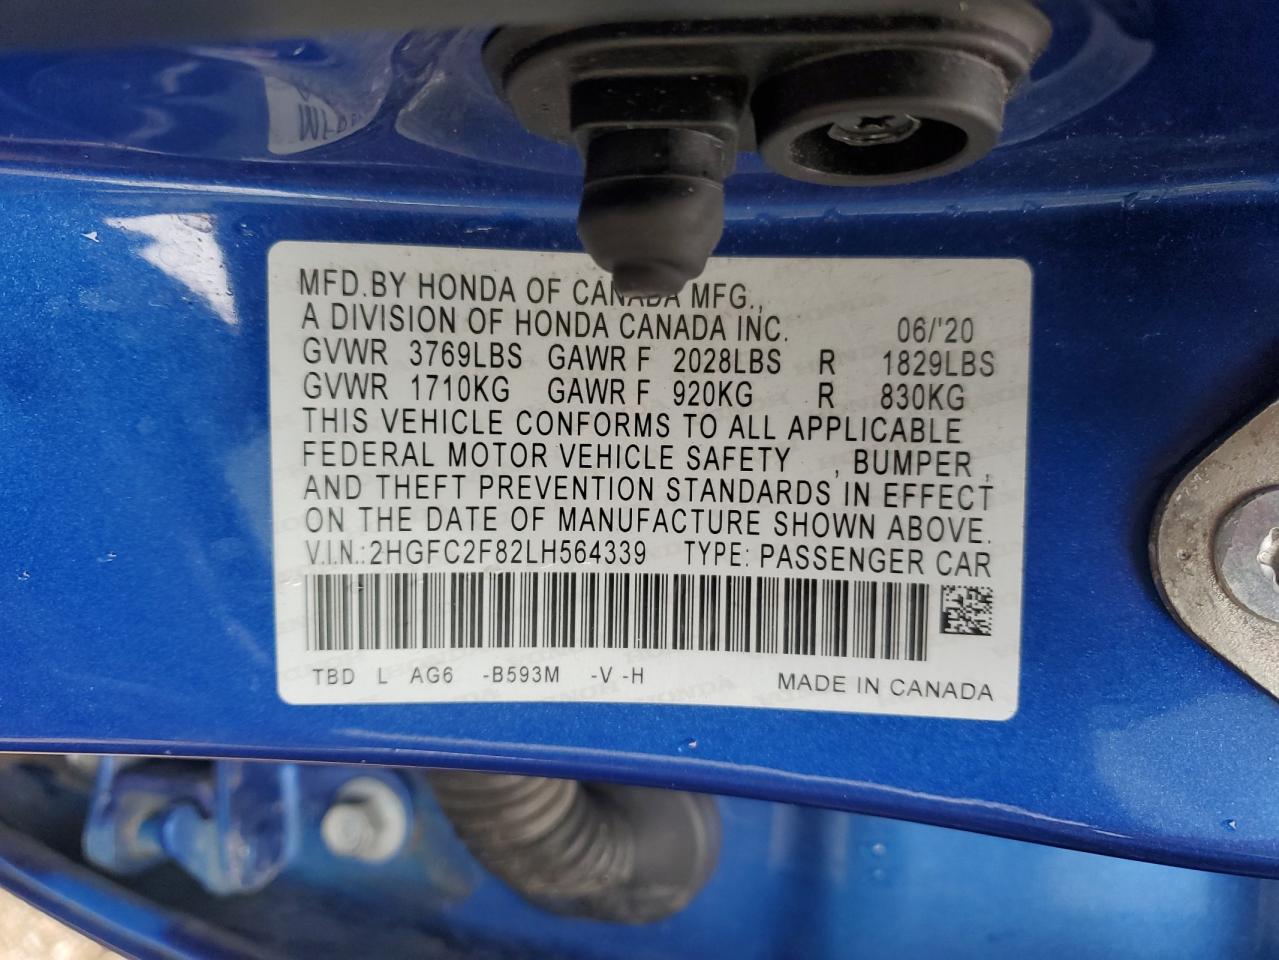 MFD.BY HONDA OF CANADA MFG.,
A DIVISION OF HONDA CANADA INC. 06/'20
GVWR 3769LBS GAWR F 2028LBS R 1829LBS
GVWR 1710KG GAWR F 920KG R 830KG
THIS VEHICLE CONFORMS TO ALL APPLICABLE
FEDERAL MOTOR VEHICLE SAFETY , BUMPER ,
AND THEFT PREVENTION STANDARDS IN EFFECT
ON THE DATE OF MANUFACTURE SHOWN ABOVE.
V.I.N.:2HGFC2F82LH564339 TYPE: PASSENGER CAR
TBD L AG6 -B593M -V -H MADE IN CANADA